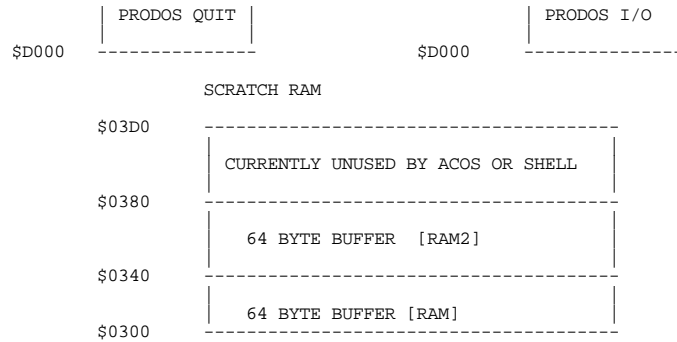 PRODOS QUIT PRODOS I/O
$D000 $D000
SCRATCH RAM
$03D0
CURRENTLY UNUSED BY ACOS OR SHELL
$0380
64 BYTE BUFFER [RAM2]
$0340
64 BYTE BUFFER [RAM]
$0300